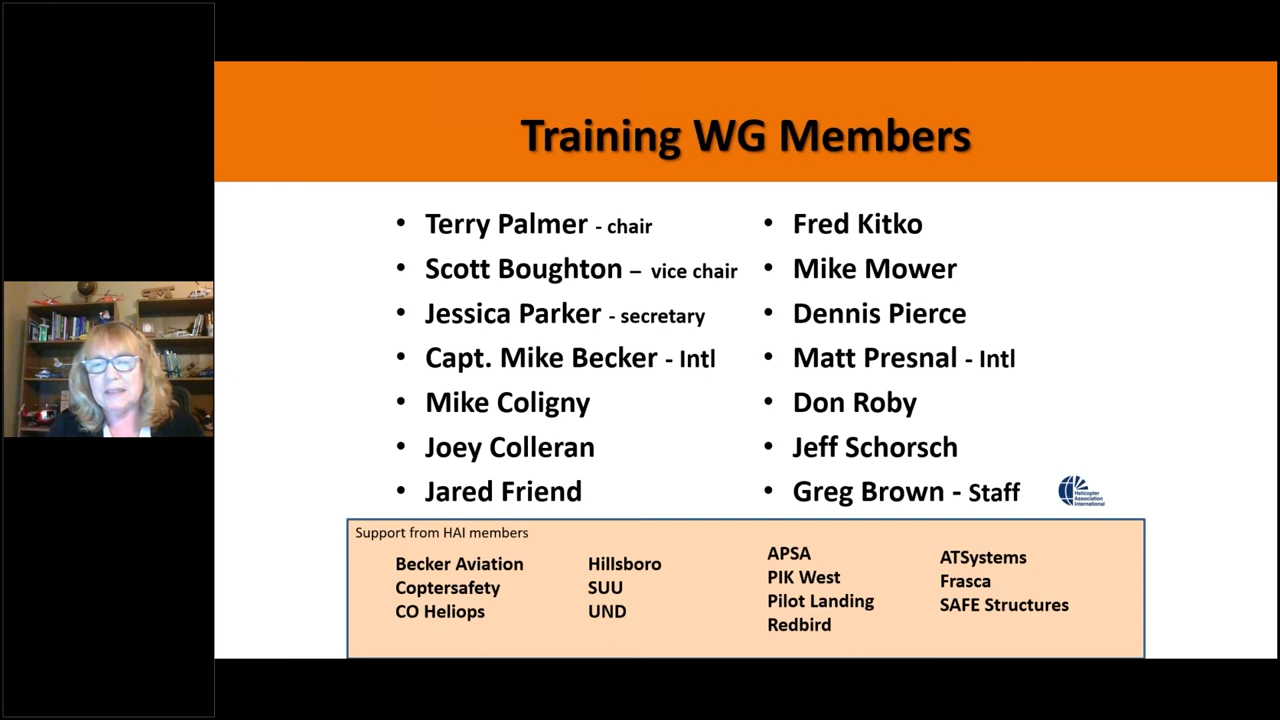 Training WG Members
• Terry Palmer - chair
• Scott Boughton – vice chair
• Jessica Parker - secretary
• Capt. Mike Becker - Intl
• Mike Coligny
• Joey Colleran
• Jared Friend
• Fred Kitko
• Mike Mower
• Dennis Pierce
• Matt Presnal - Intl
• Don Roby
• Jeff Schorsch
• Greg Brown - Staff
Helicopter
Association
International
Support from HAI members
Becker Aviation
Coptersafety
CO Heliops
Hillsboro
SUU
UND
APSA
PIK West
Pilot Landing
Redbird
ATSystems
Frasca
SAFE Structures